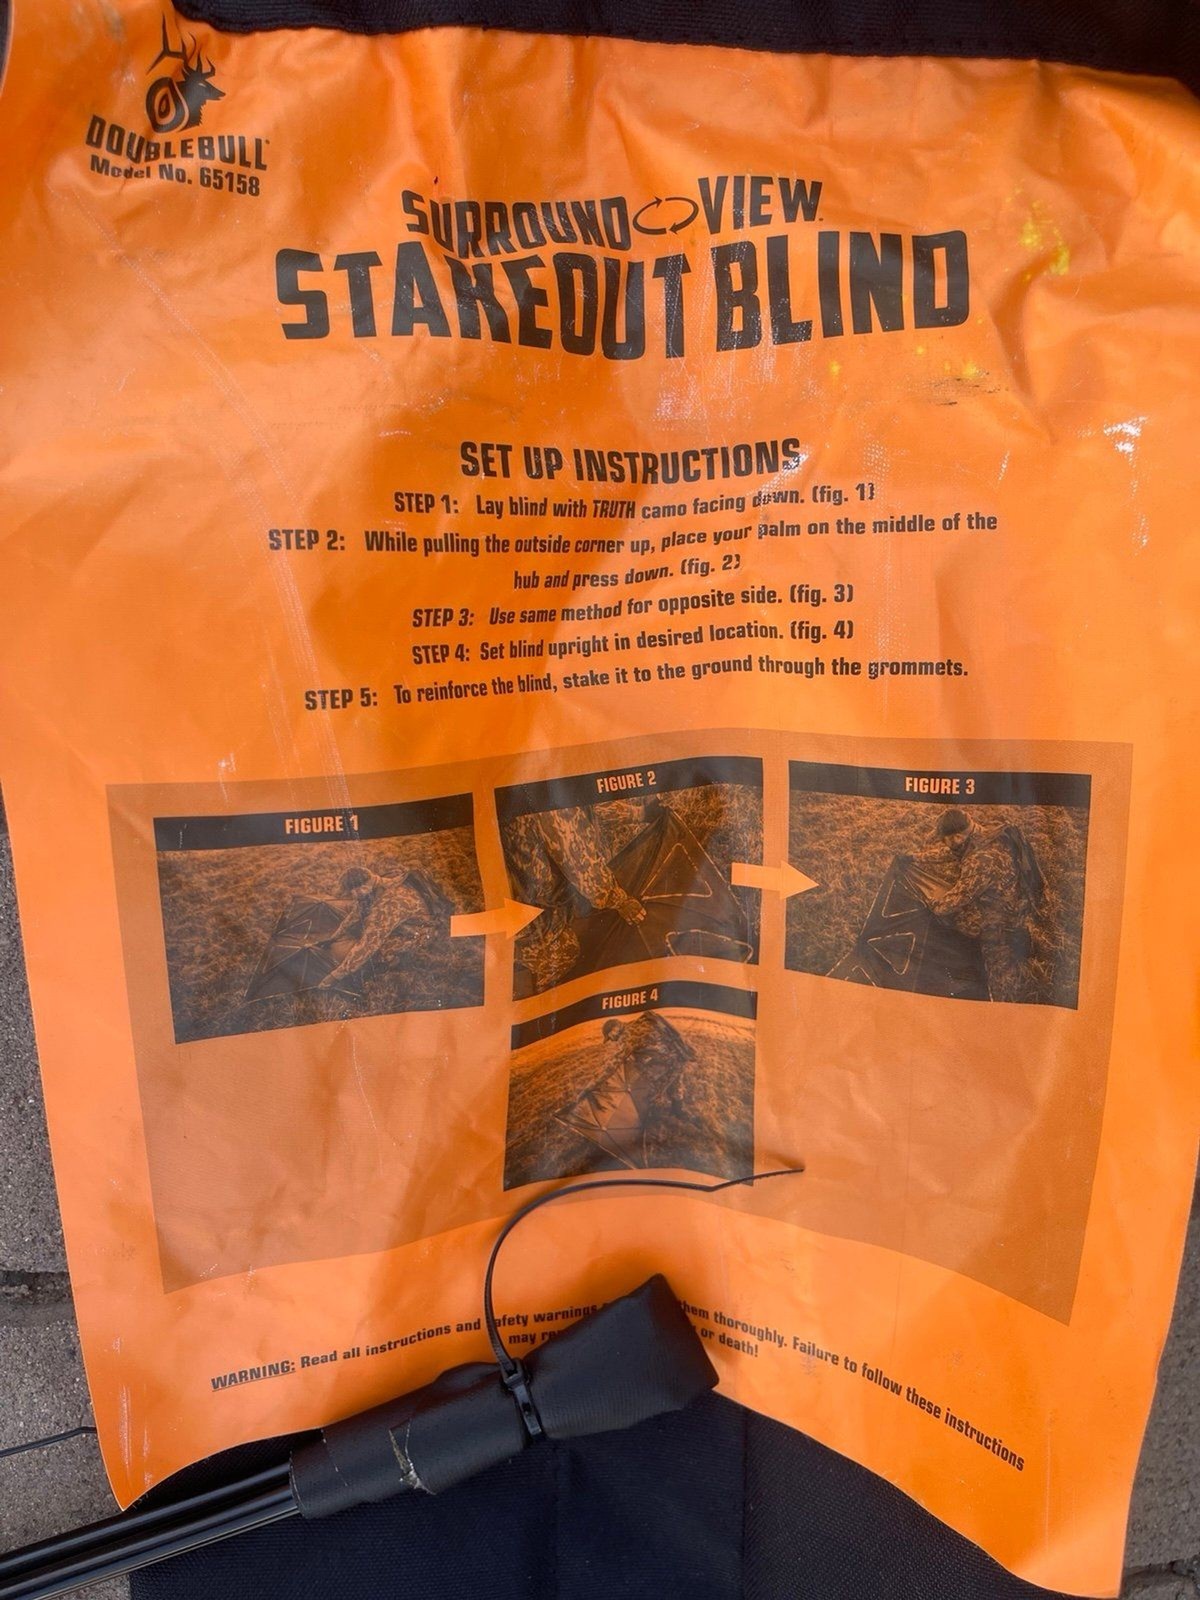 DOUBLEBULL®
Model No. 65158
SURROUND VIEW™
STAKEOUT BLIND
SET UP INSTRUCTIONS
STEP 1: Lay blind with TRUTH camo facing down. (fig. 1)
STEP 2: While pulling the outside corner up, place your palm on the middle of the
hub and press down. (fig. 2)
STEP 3: Use same method for opposite side. (fig. 3)
STEP 4: Set blind upright in desired location. (fig. 4)
STEP 5: To reinforce the blind, stake it to the ground through the grommets.
FIGURE 1
FIGURE 2
FIGURE 3
FIGURE 4
WARNING: Read all instructions and safety warnings them thoroughly. Failure to follow these instructions
may or death!